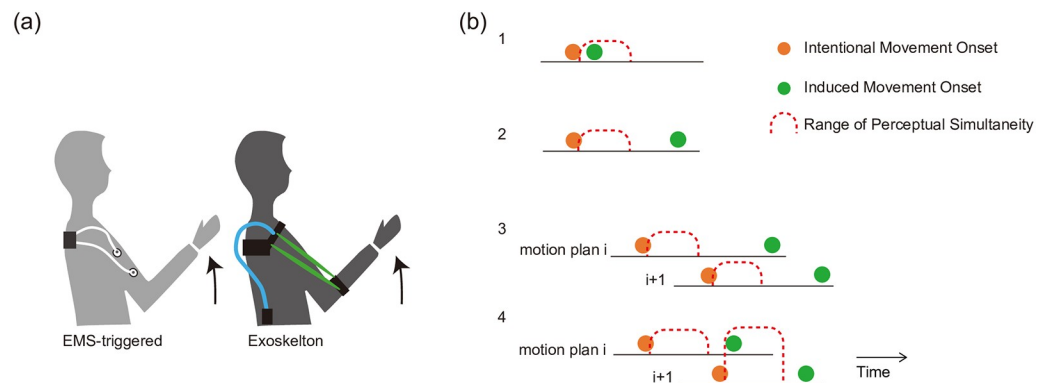 (a)
EMS-triggered
Exoskelton
(b)
1
Intentional Movement Onset
Induced Movement Onset
Range of Perceptual Simultaneity
2
3
motion plan i
i+1
4
motion plan i
i+1
Time